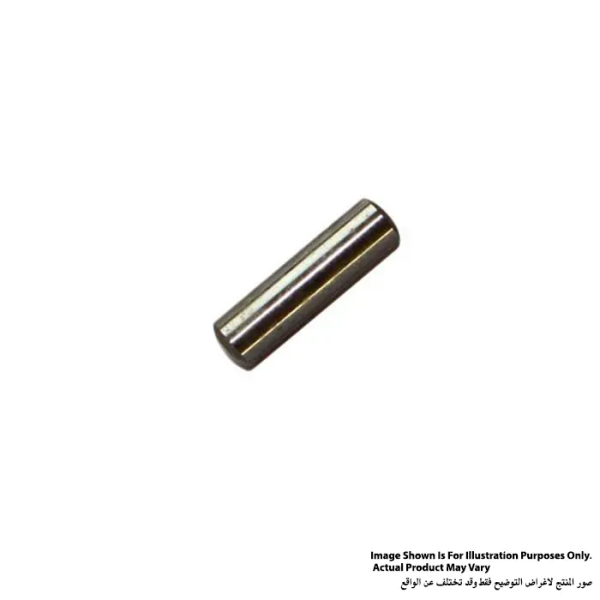 Image Shown Is For Illustration Purposes Only.
Actual Product May Vary
صور المنتج لاغراض التوضيح فقط وقد تختلف عن الواقع